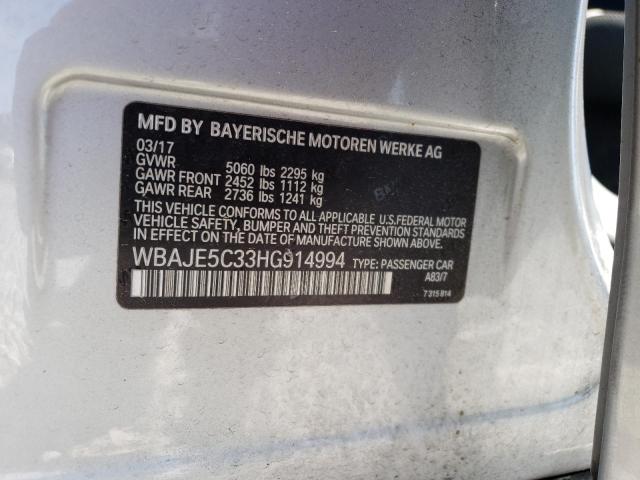 MFD BY BAYERISCHE MOTOREN WERKE AG
03/17
GVWR 5060 lbs 2295 kg
GAWR FRONT 2452 lbs 1112 kg
GAWR REAR 2736 lbs 1241 kg
THIS VEHICLE CONFORMS TO ALL APPLICABLE U.S.FEDERAL MOTOR
VEHICLE SAFETY, BUMPER AND THEFT PREVENTION STANDARDS
IN EFFECT ON THE DATE OF MANUFACTURE SHOWN ABOVE.
WBAJE5C33HG914994 TYPE: PASSENGER CAR
A83/7
7315814